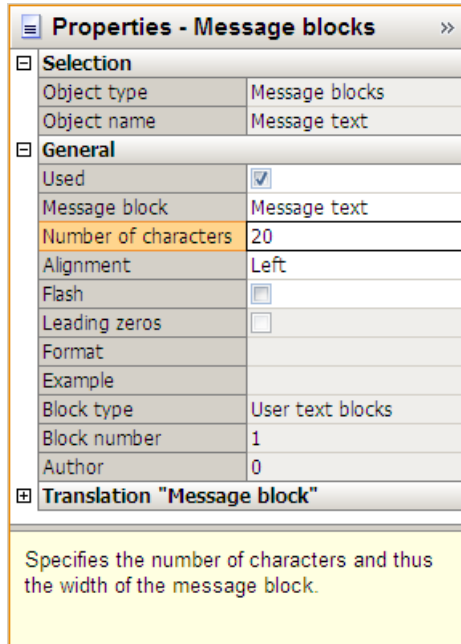 Properties - Message blocks »
Selection
Object type Message blocks
Object name Message text
General
Used
Message block Message text
Number of characters 20
Alignment Left
Flash
Leading zeros
Format
Example
Block type User text blocks
Block number 1
Author 0
Translation "Message block"
Specifies the number of characters and thus
the width of the message block.